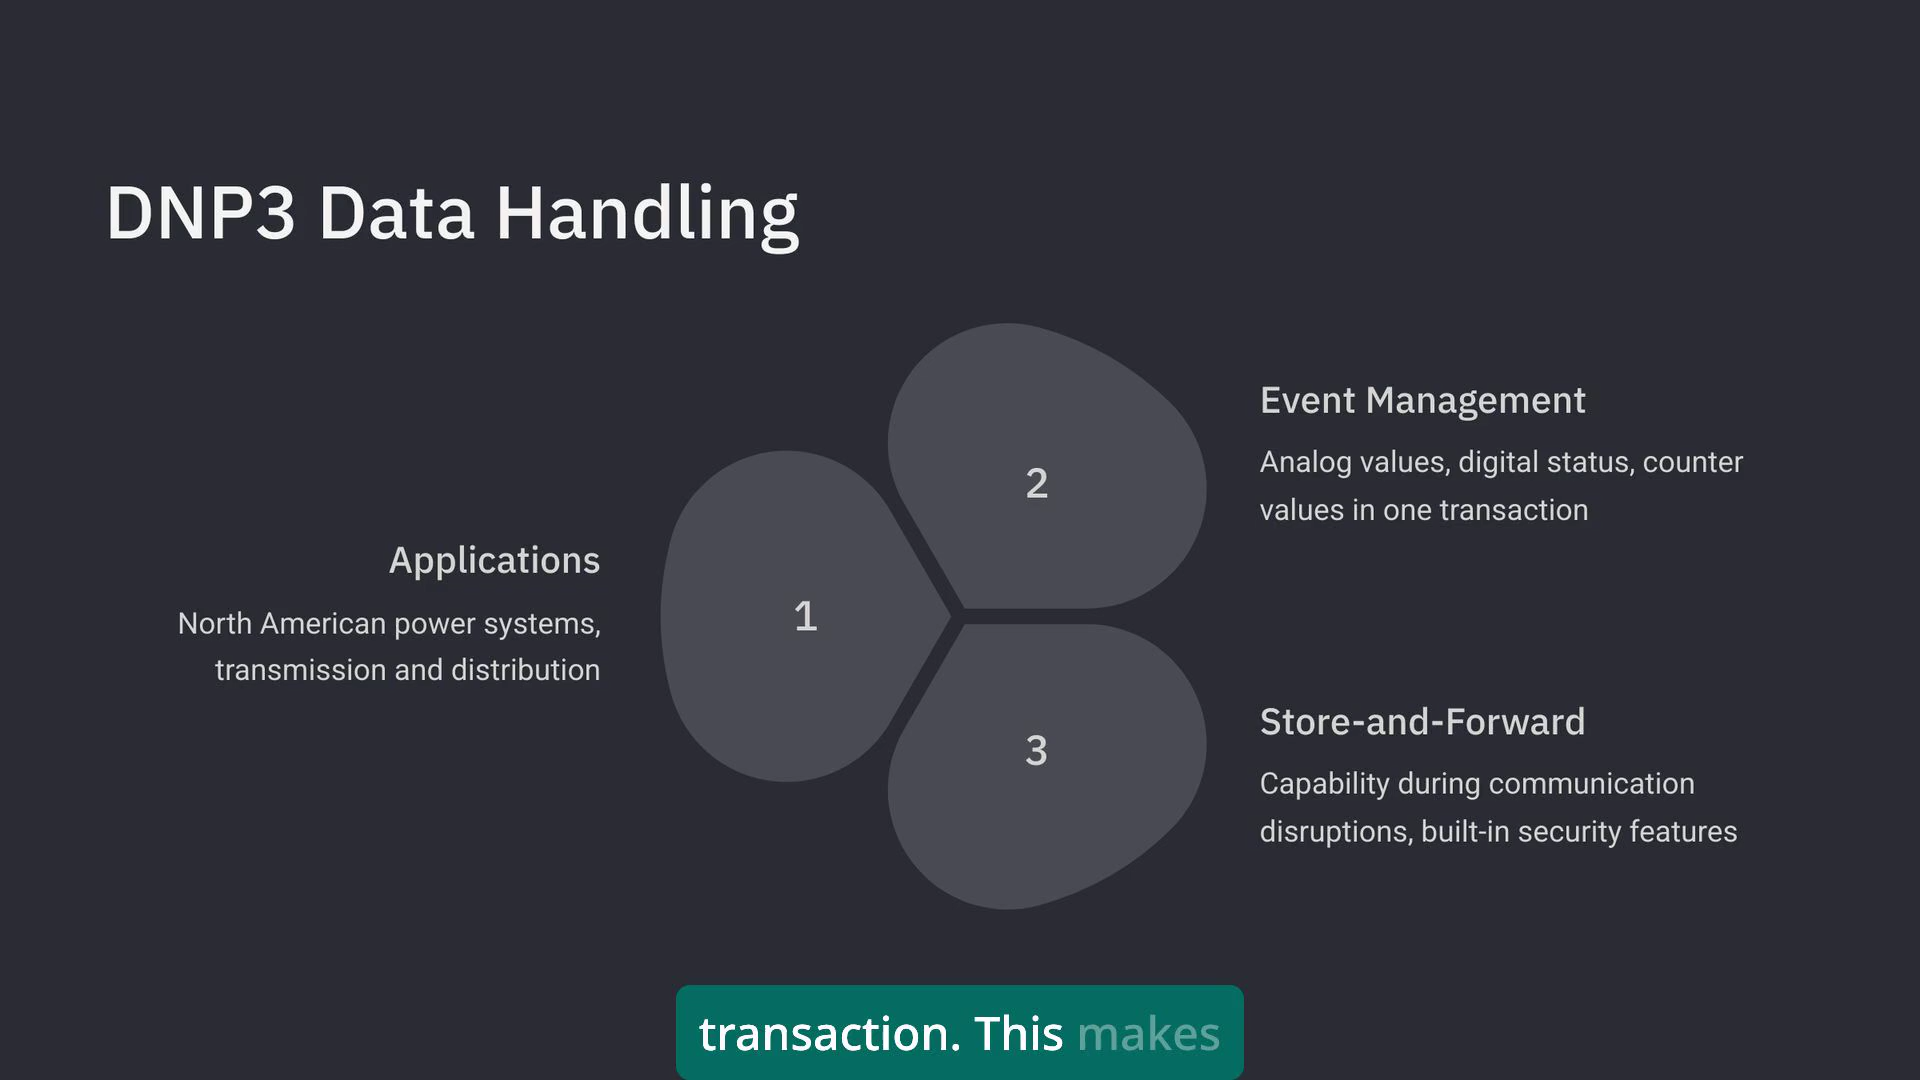 DNP3 Data Handling
Applications
North American power systems,
transmission and distribution
1
2
Event Management
Analog values, digital status, counter
values in one transaction
3
Store-and-Forward
Capability during communication
disruptions, built-in security features
transaction. This makes